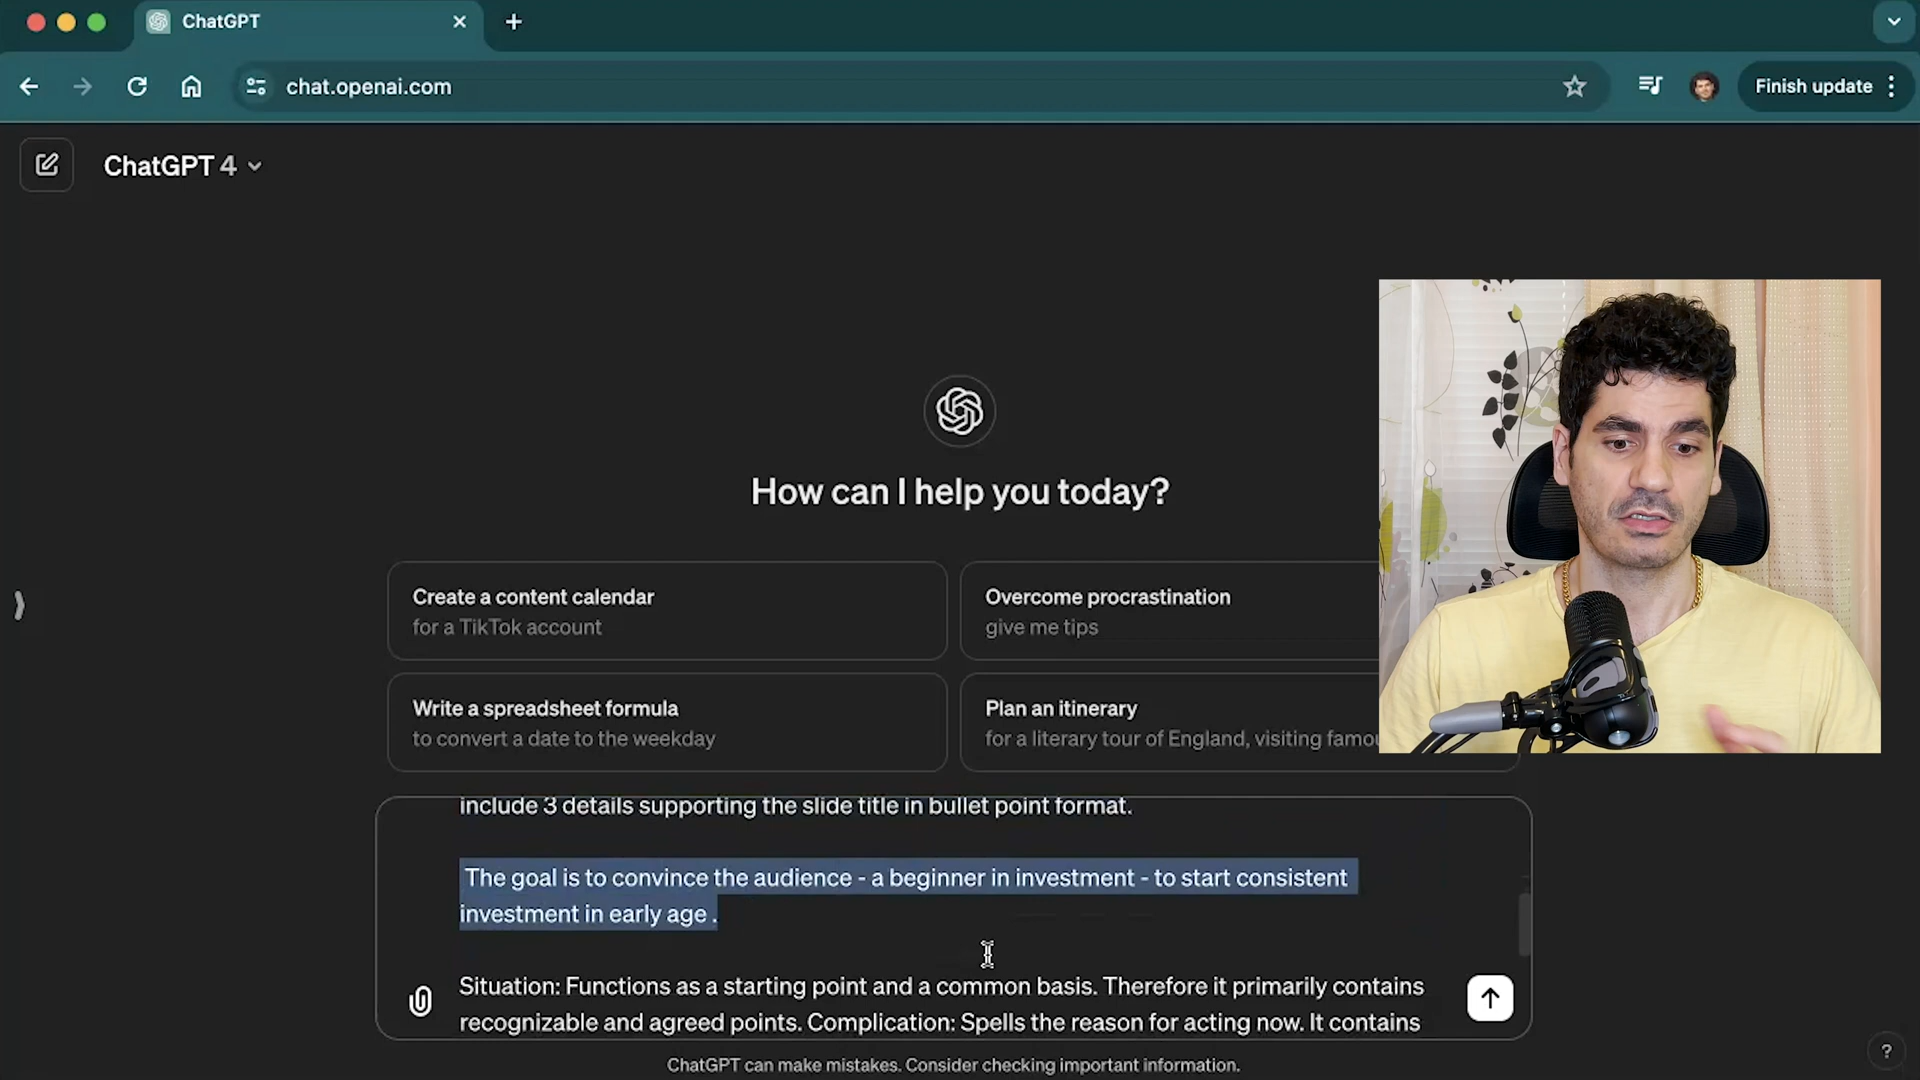 ChatGPT
chat.openai.com
Finish update
ChatGPT 4
How can I help you today?
Create a content calendar
for a TikTok account
Overcome procrastination
give me tips
Write a spreadsheet formula
to convert a date to the weekday
Plan an itinerary
for a literary tour of England, visiting famou
include 3 details supporting the slide title in bullet point format.
The goal is to convince the audience - a beginner in investment - to start consistent
investment in early age .
Situation: Functions as a starting point and a common basis. Therefore it primarily contains
recognizable and agreed points. Complication: Spells the reason for acting now. It contains
ChatGPT can make mistakes. Consider checking important information.
?